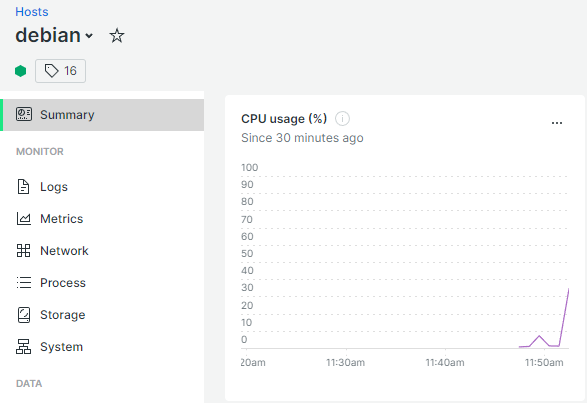 Hosts
debian
16
Summary
MONITOR
Logs
Metrics
Network
Process
Storage
System
DATA
CPU usage (%)
Since 30 minutes ago
100
90
80
70
60
50
40
30
20
10
0
20am 11:30am 11:40am 11:50am